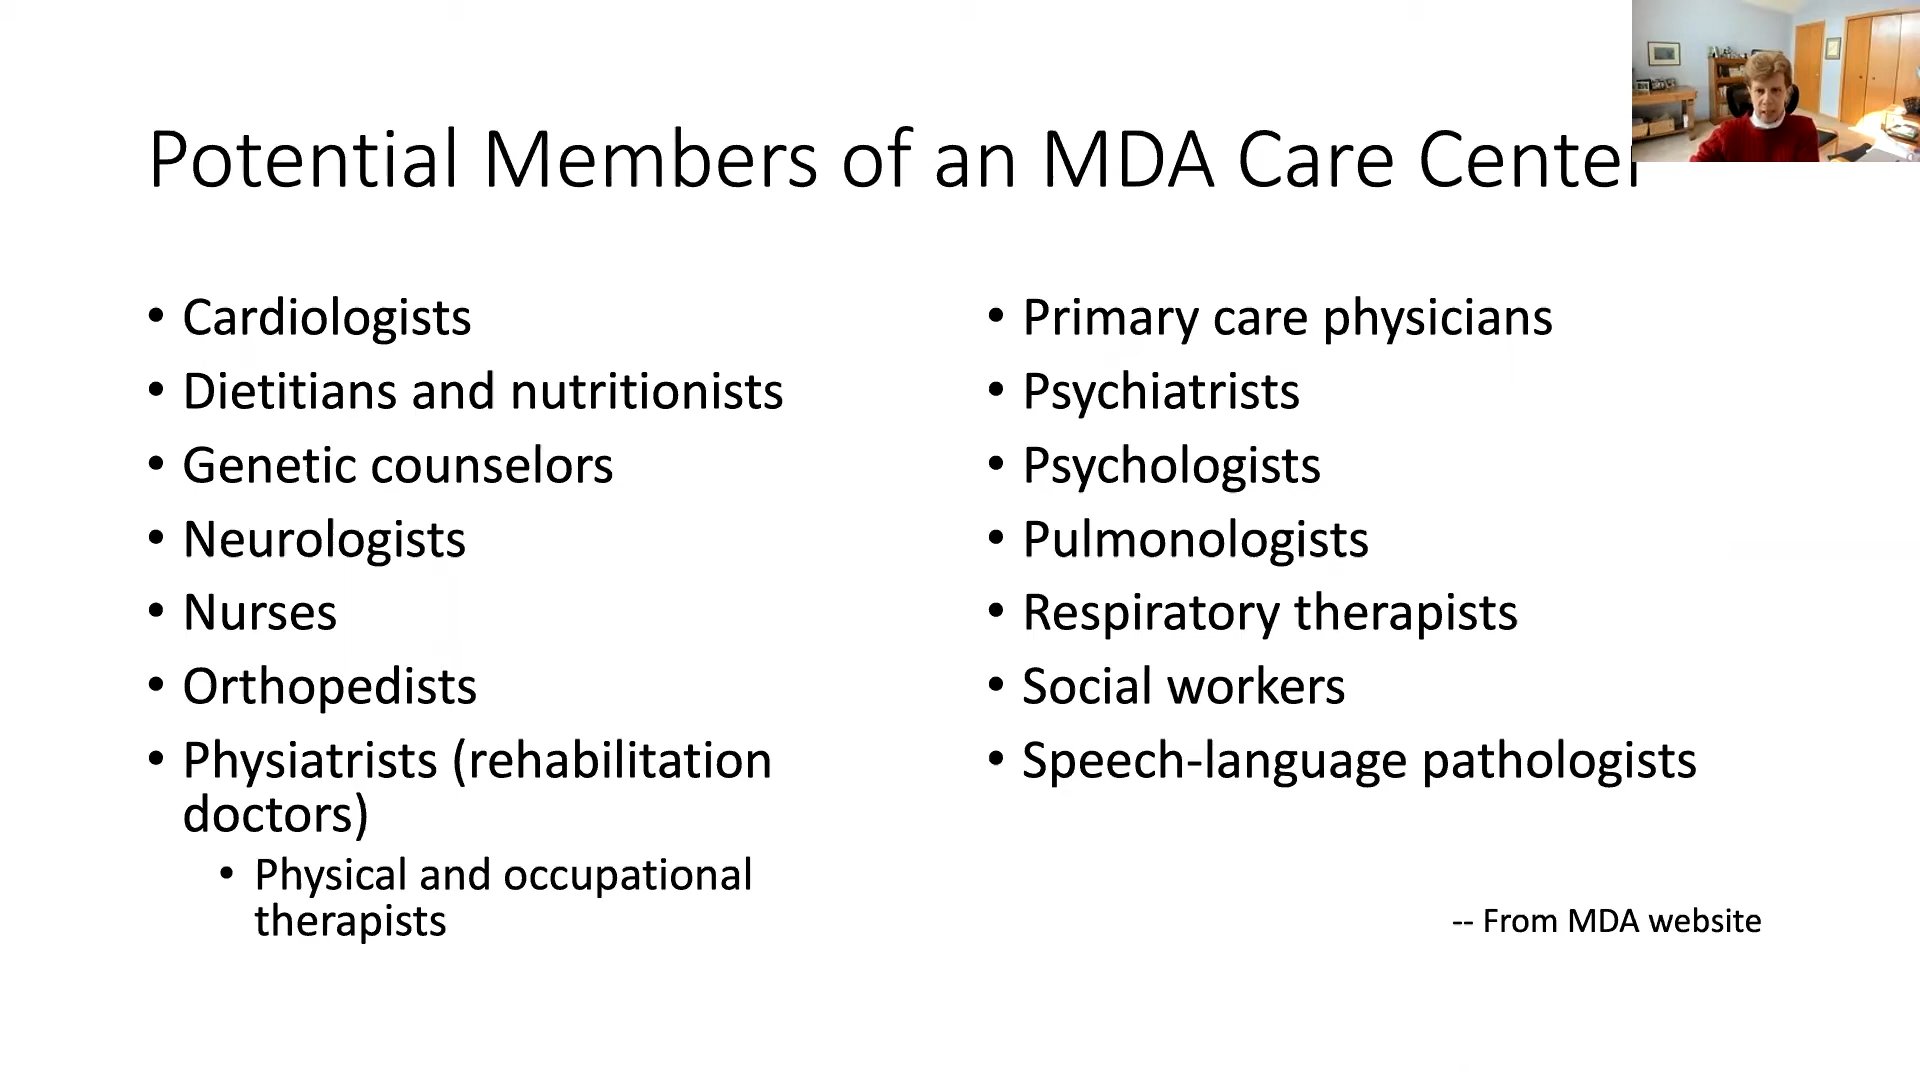 Potential Members of an MDA Care Center
• Cardiologists
• Dietitians and nutritionists
• Genetic counselors
• Neurologists
• Nurses
• Orthopedists
• Physiatrists (rehabilitation
doctors)
• Physical and occupational
therapists
• Primary care physicians
• Psychiatrists
• Psychologists
• Pulmonologists
• Respiratory therapists
• Social workers
• Speech-language pathologists
-- From MDA website